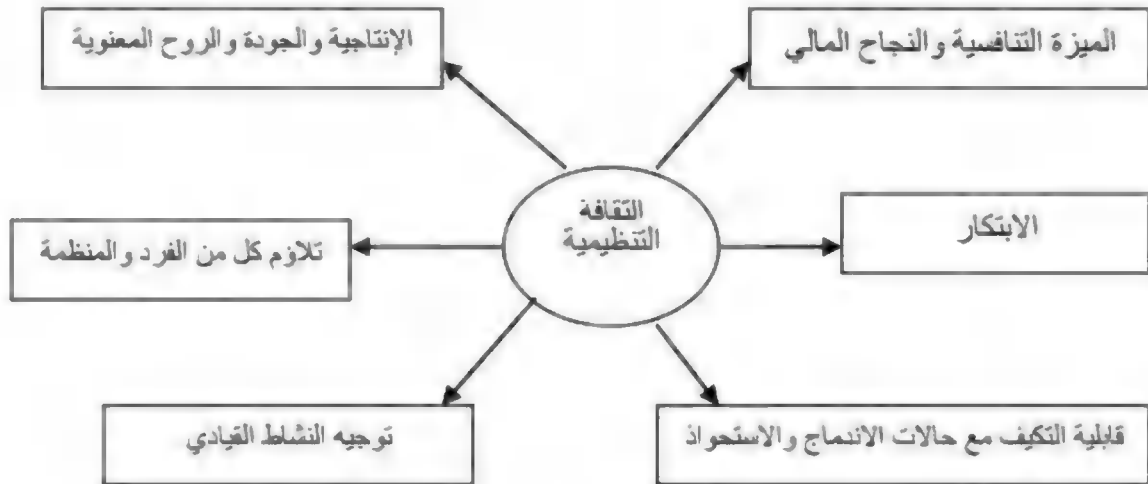 الميزة التنافسية والنجاح المالي
الإنتاجية والجودة والروح المعنوية
الثقافة
التنظيمية
الابتكار
تلازم كل من الفرد والمنظمة
قابلية التكيف مع حالات الاندماج والاستحواذ
توجيه النشاط القيادي